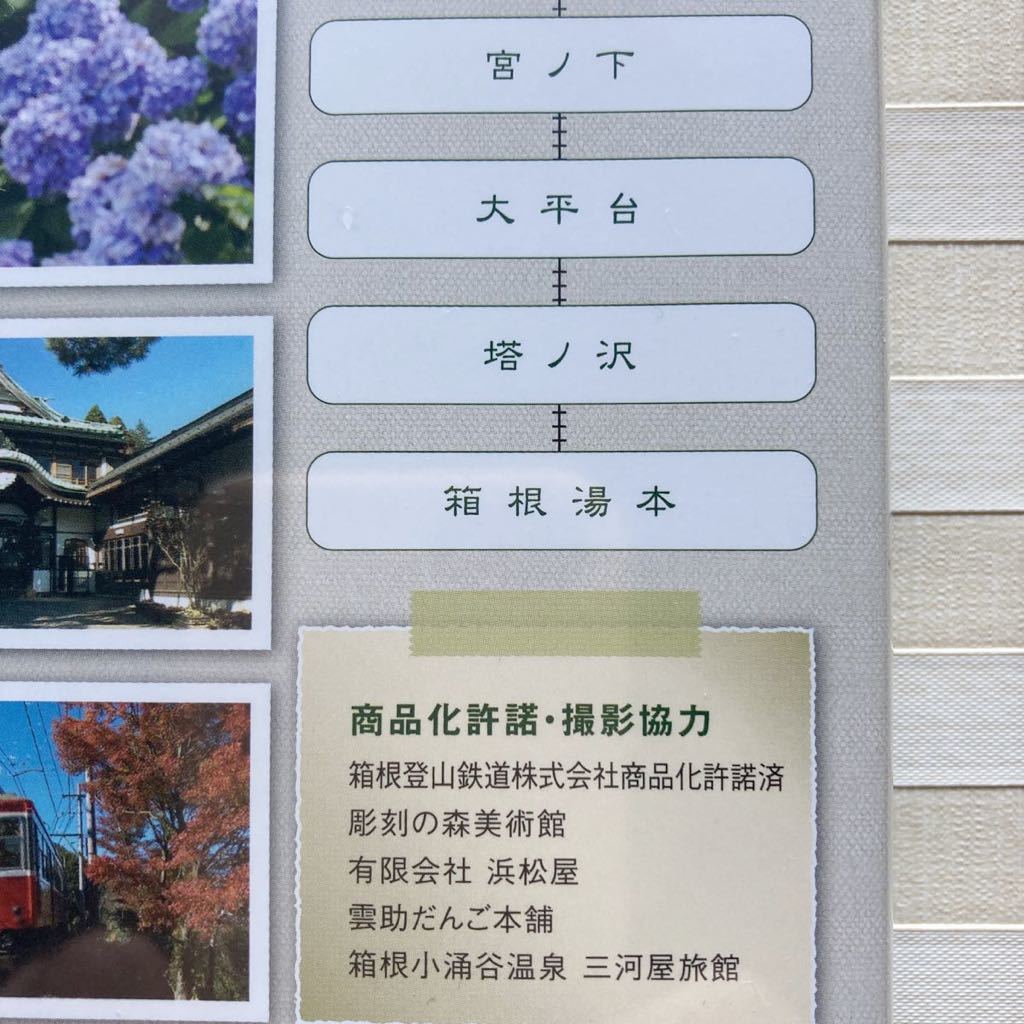 宮ノ下
大平台
塔ノ沢
箱根湯本
商品化許諾・撮影協力
箱根登山鉄道株式会社商品化許諾済
彫刻の森美術館
有限会社 浜松屋
雲助だんご本舗
箱根小涌谷温泉 三河屋旅館